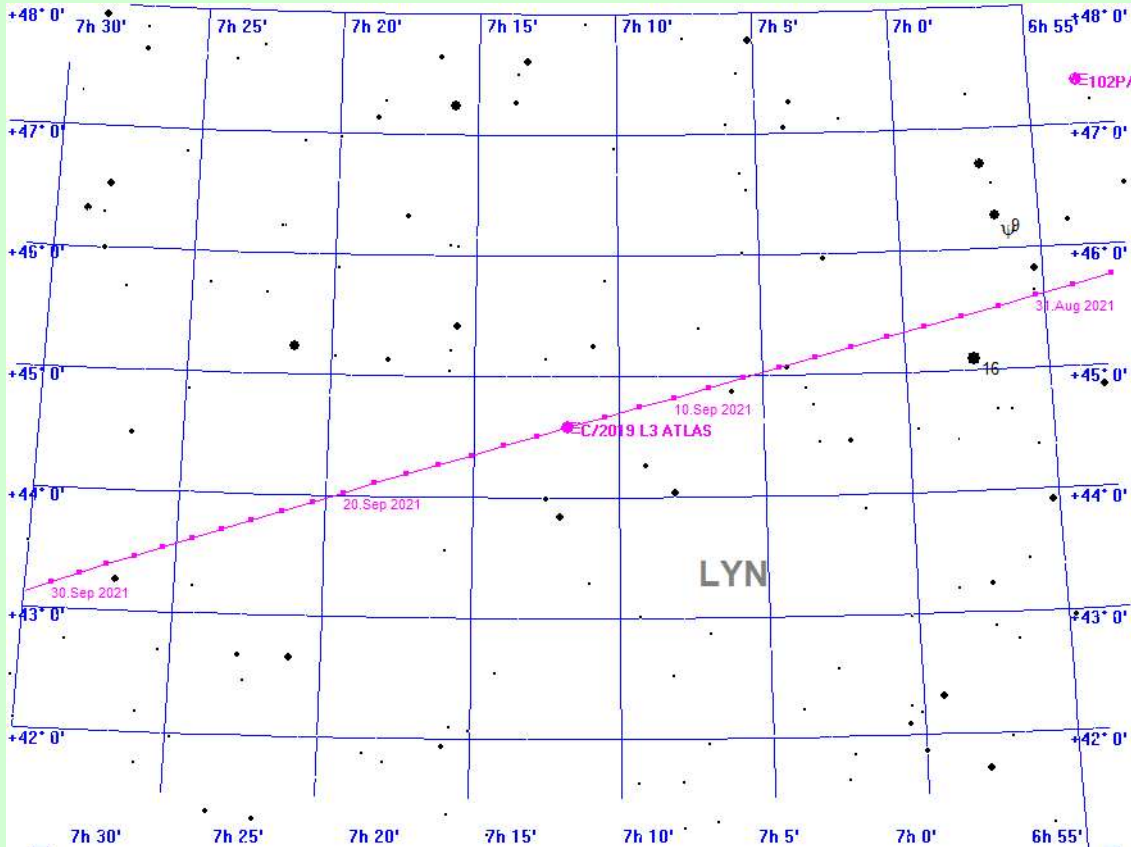 +48° 0' 7h 30' 7h 25' 7h 20' 7h 15' 7h 10' 7h 5' 7h 0' 6h 55' +48° 0'
102PA
+47° 0' +47° 0'
ψ9
+46° 0' +46° 0'
31.Aug 2021
+45° 0' 16 +45° 0'
10.Sep 2021
C/2019 L3 ATLAS
+44° 0' +44° 0'
20.Sep 2021
LYN
30.Sep 2021
+43° 0' +43° 0'
+42° 0' +42° 0'
7h 30' 7h 25' 7h 20' 7h 15' 7h 10' 7h 5' 7h 0' 6h 55'